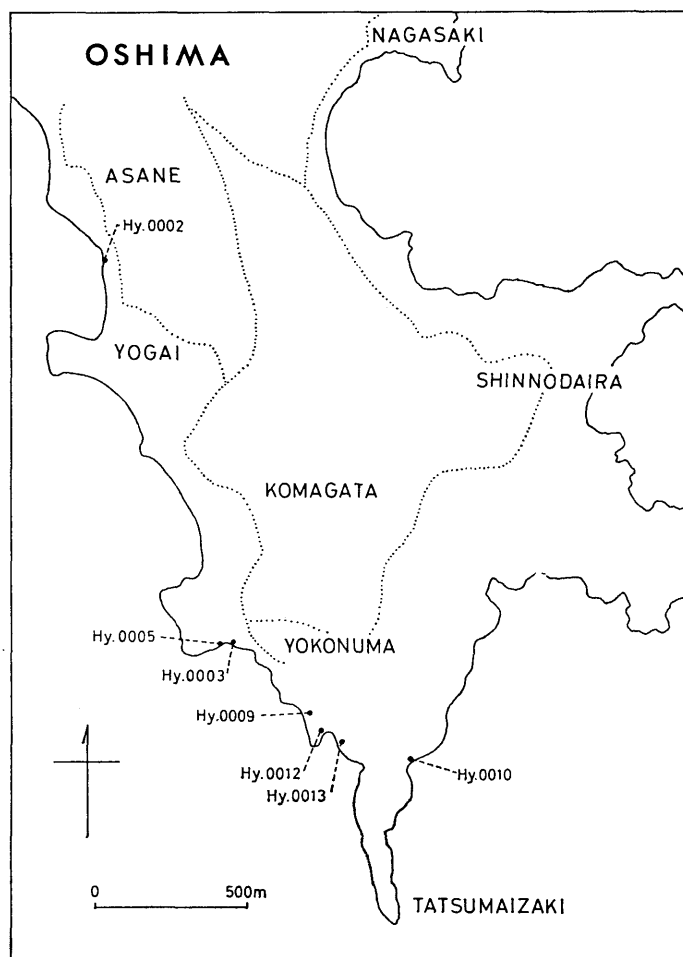 NAGASAKI
OSHIMA
ASANE
Hy.0002
YOGAI
SHINNODAIRA
KOMAGATA
Hy.0005
YOKONUMA
Hy.0003
Hy.0009
Hy.0012
Hy.0010
Hy.0013
0 500m
TATSUMAIZAKI